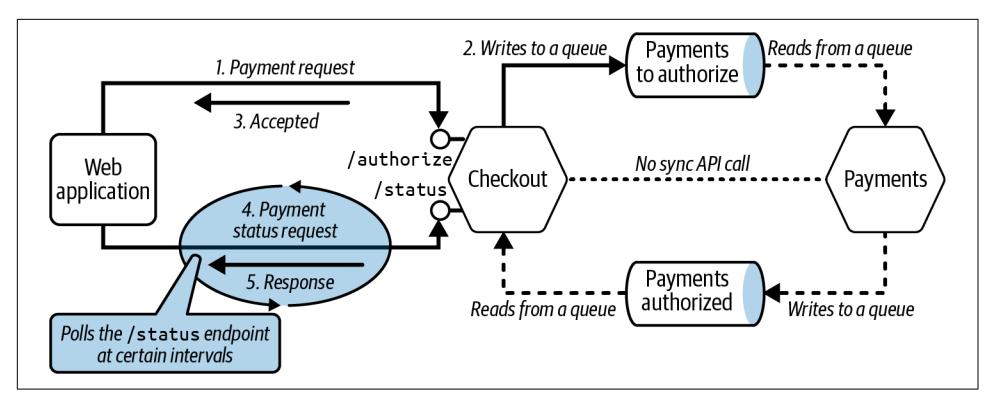 1. Payment request
3. Accepted
2. Writes to a queue
Payments
to authorize
Reads from a queue
Web
application
/authorize
/status
Checkout
No sync API call
Payments
4. Payment
status request
5. Response
Polls the /status endpoint
at certain intervals
Reads from a queue
Payments
authorized
Writes to a queue